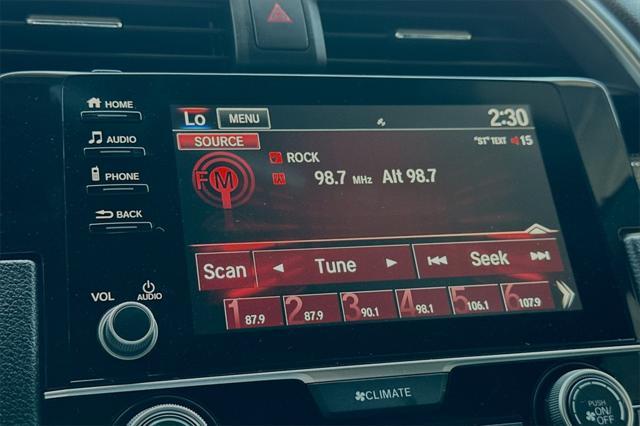 HOME
AUDIO
PHONE
BACK
VOL
AUDIO
Lo MENU 2:30
SOURCE "ST" TEXT 15
FM
ROCK
98.7 MHz Alt 98.7
Scan Tune Seek
1 87.9 2 87.9 3 90.1 4 98.1 5 106.1 6 107.9
CLIMATE
PUSH
ON
OFF